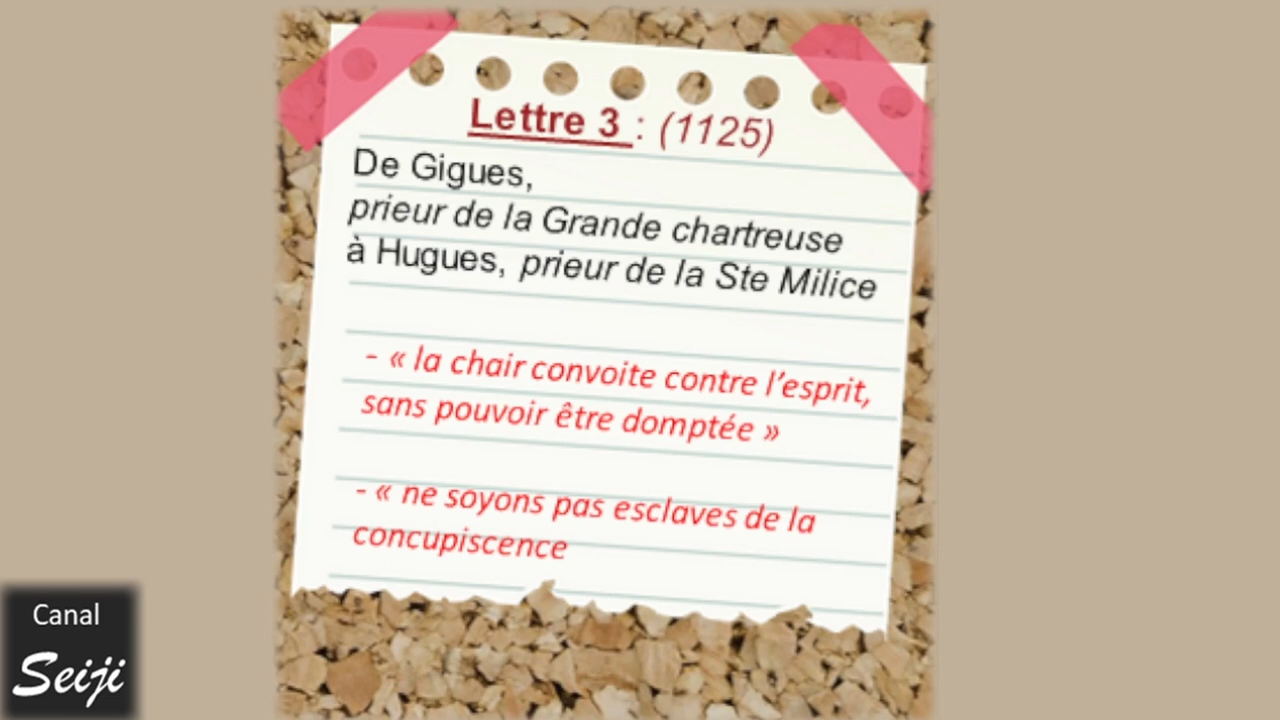 Lettre 3 : (1125)
De Gigues,
prieur de la Grande chartreuse
à Hugues, prieur de la Ste Milice
- « la chair convoite contre l’esprit,
sans pouvoir être domptée »
- « ne soyons pas esclaves de la
concupiscence
Canal
Seiji